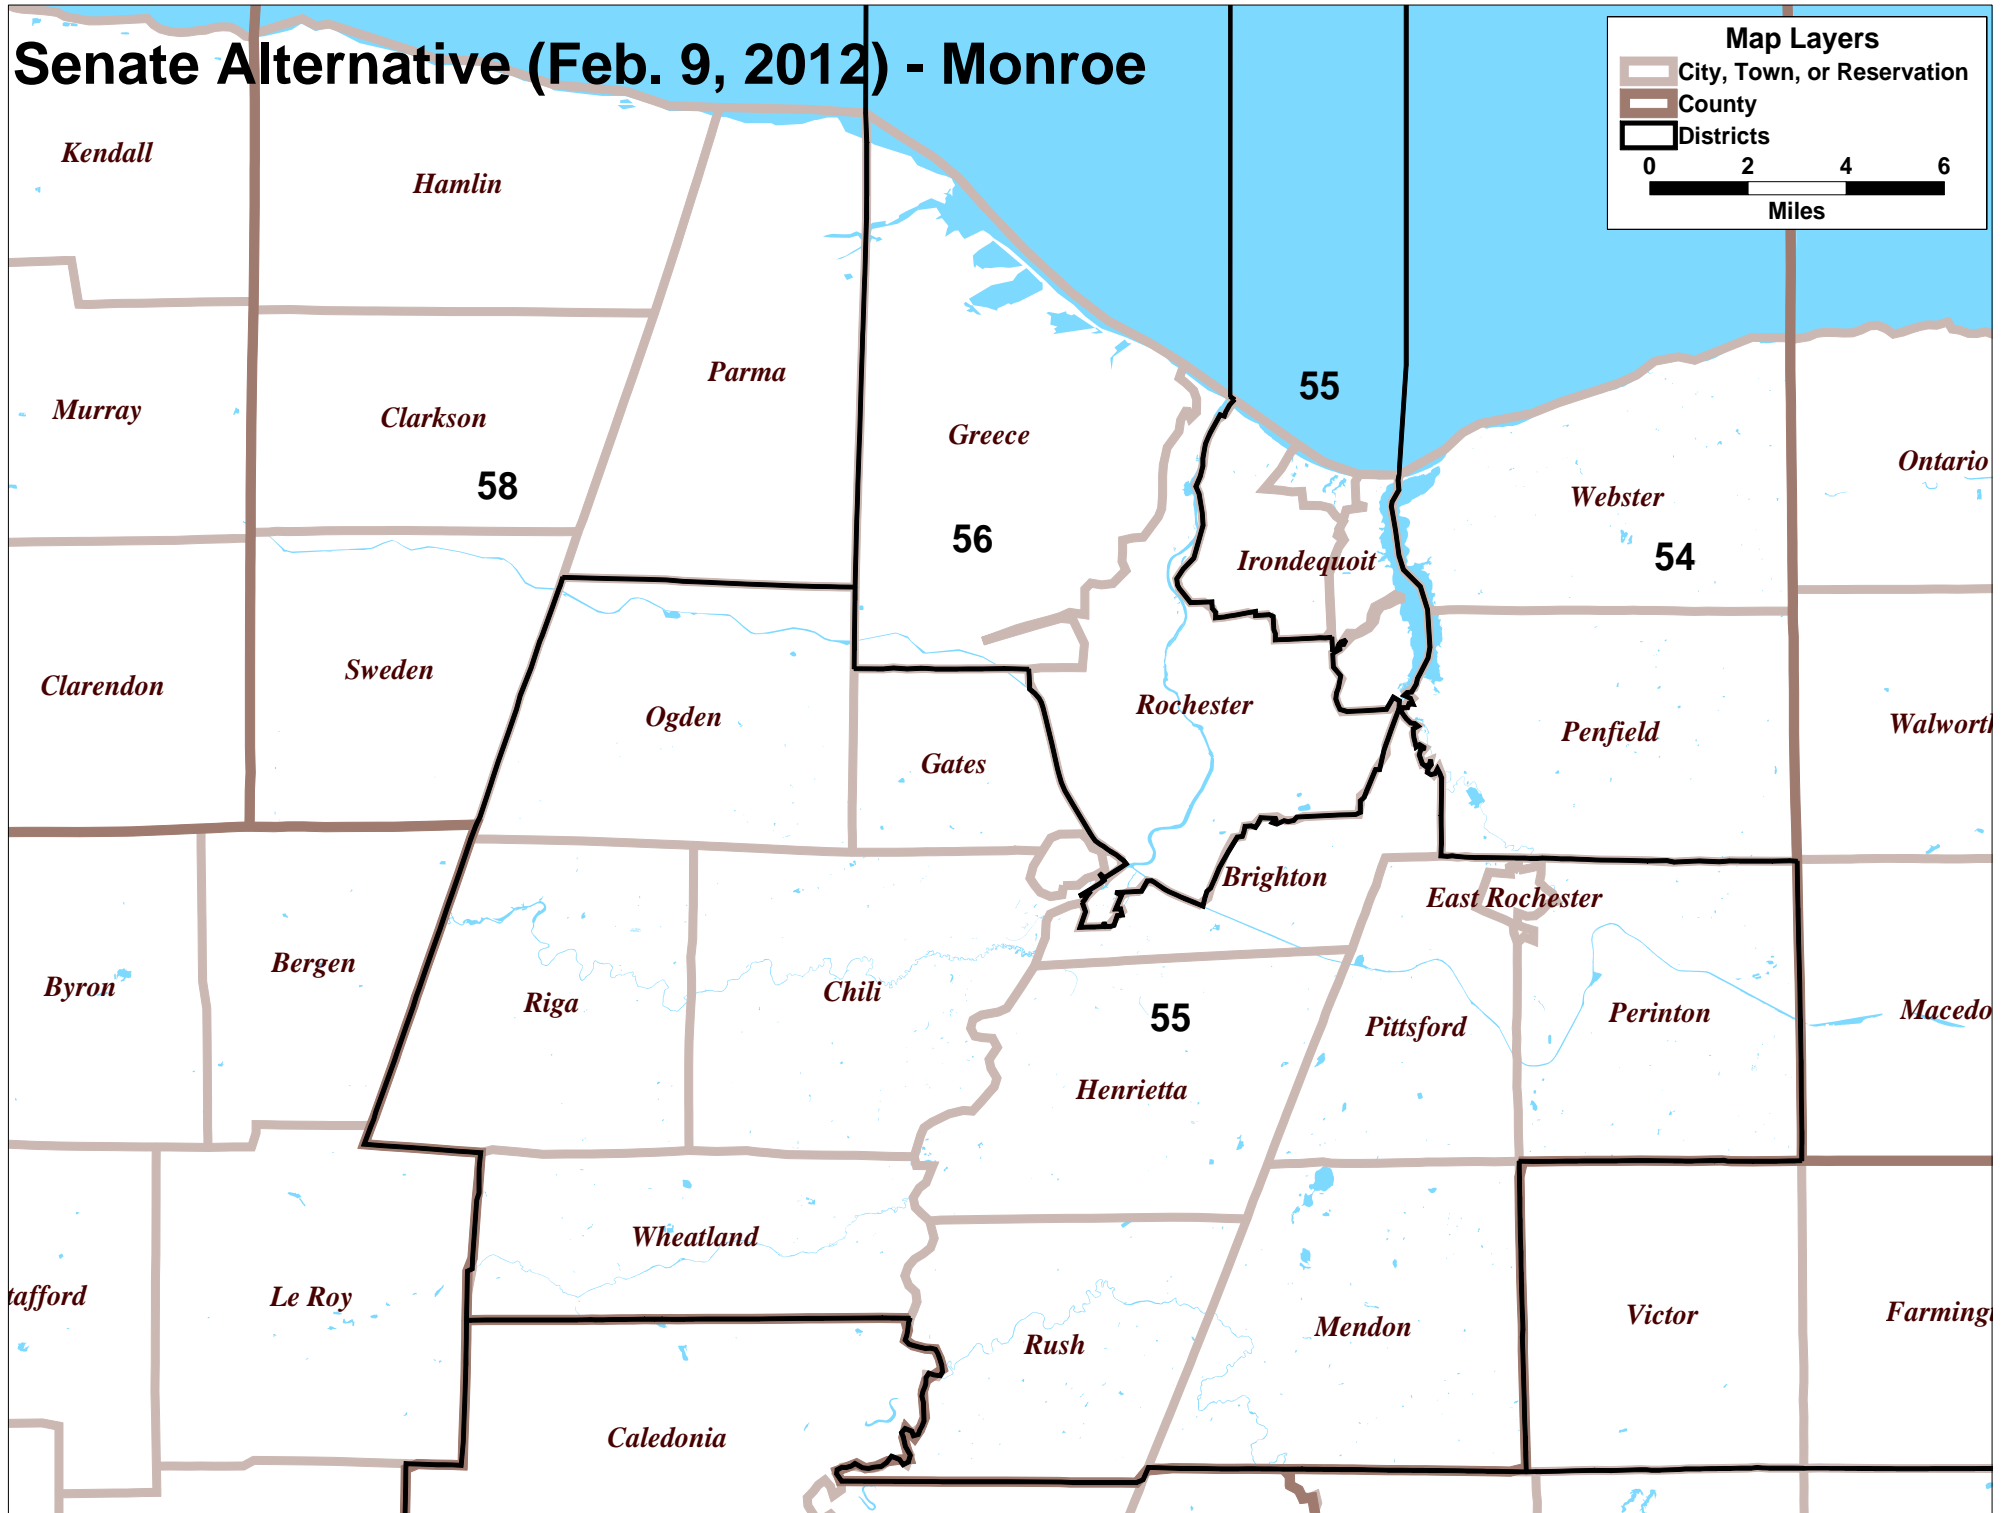 Senate Alternative (Feb. 9, 2012) - Monroe
Map Layers
City, Town, or Reservation
County
Districts
0 2 4 6
Miles
Kendall
Hamlin
Parma
Murray
Clarkson
58
Greece
56
55
Irondequoit
Webster
54
Ontario
Clarendon
Sweden
Ogden
Gates
Rochester
Penfield
Walworth
Brighton
East Rochester
Byron
Bergen
Riga
Chili
55
Henrietta
Pittsford
Perinton
Macedo
tafford
Le Roy
Wheatland
Caledonia
Rush
Mendon
Victor
Farming